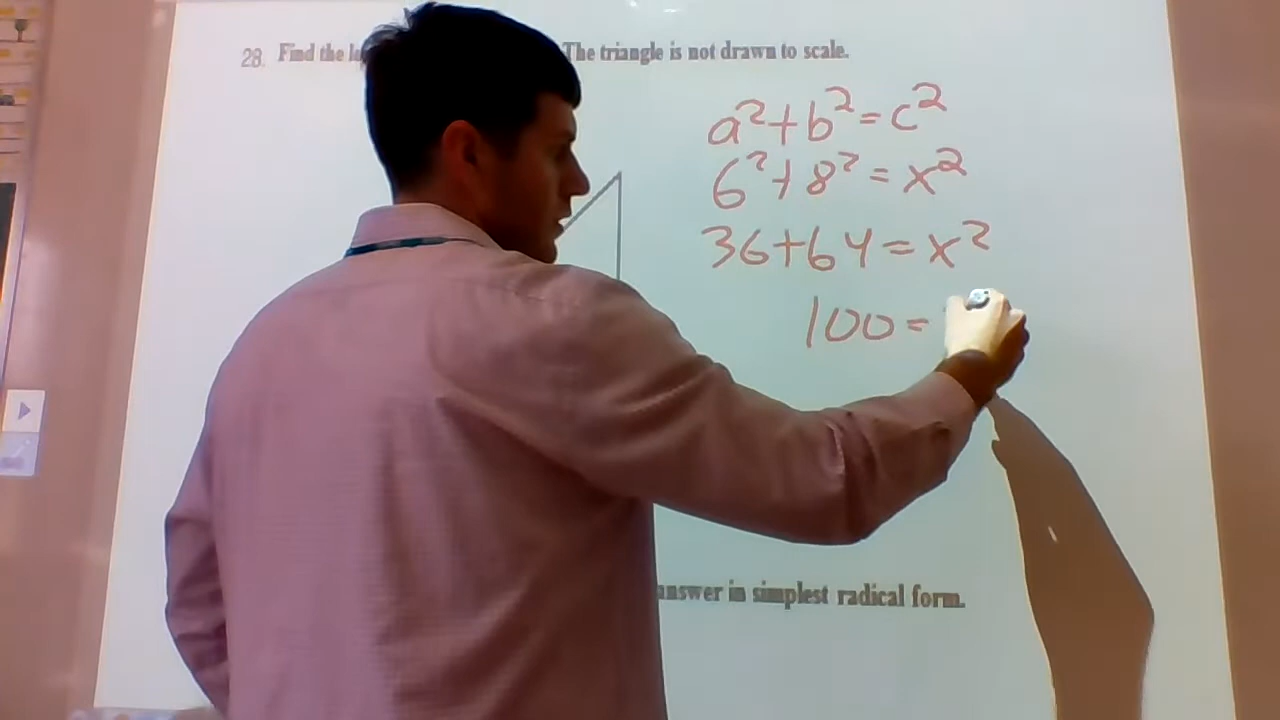 28. Find the The triangle is not drawn to scale.
a²+b²=c²
6²+8²=x²
36+64=x²
100=
answer in simplest radical form.